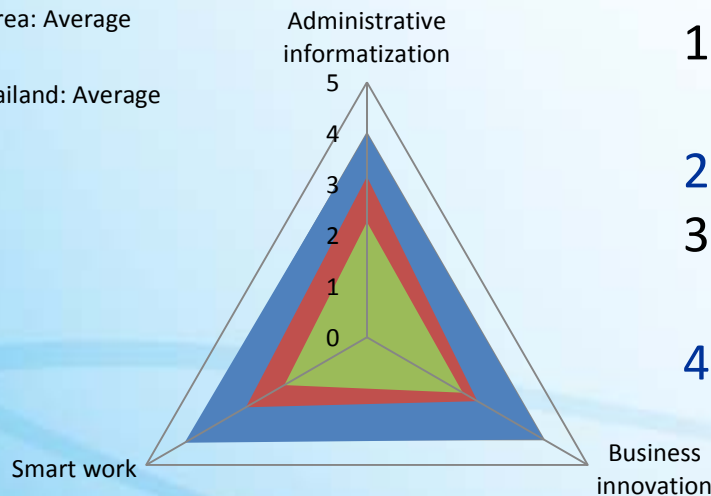 rea: Average
ailand: Average
Administrative
informatization
5
4
3
2
1
0
Smart work
Business
innovation
1
2
3
4